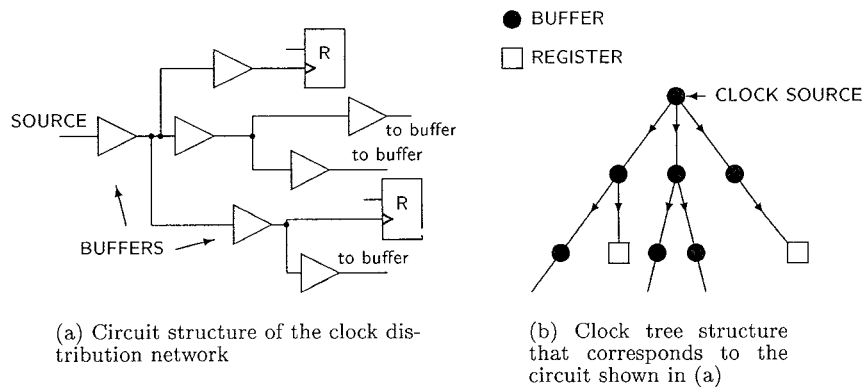 SOURCE
R
to buffer
to buffer
R
BUFFERS
to buffer
(a) Circuit structure of the clock dis-
tribution network
BUFFER
REGISTER
CLOCK SOURCE
(b) Clock tree structure
that corresponds to the
circuit shown in (a)